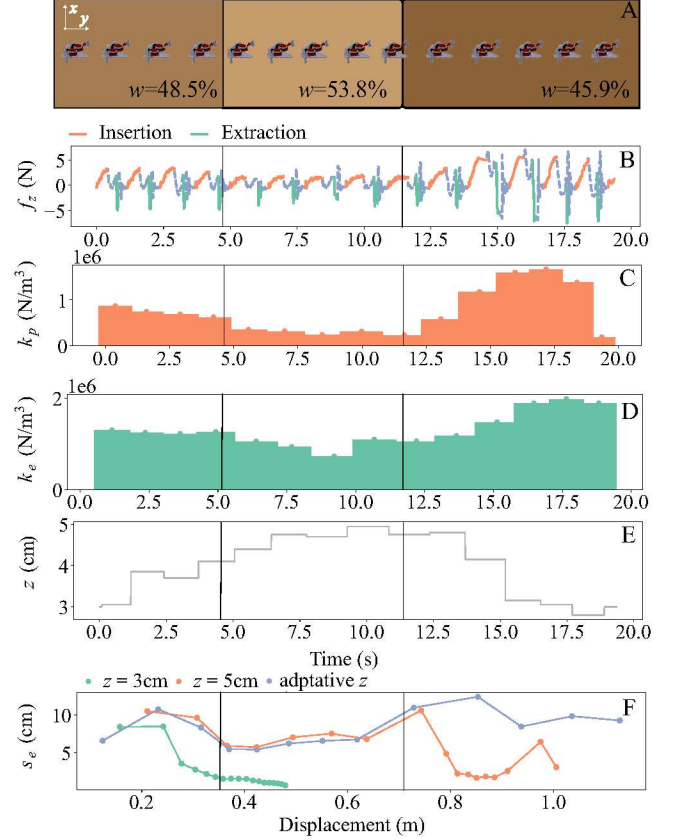 x
y
A
w=48.5%
w=53.8%
w=45.9%
Insertion Extraction
B
f_z (N)
5
0
−5
0.0 2.5 5.0 7.5 10.0 12.5 15.0 17.5 20.0
1e6
C
k_p (N/m³)
1
0
0.0 2.5 5.0 7.5 10.0 12.5 15.0 17.5 20.0
1e6
D
k_e (N/m³)
2
1
0
0.0 2.5 5.0 7.5 10.0 12.5 15.0 17.5 20.0
E
z (cm)
5
4
3
0.0 2.5 5.0 7.5 10.0 12.5 15.0 17.5 20.0
Time (s)
z = 3cm z = 5cm adptative z
F
s_e (cm)
10
5
0.2 0.4 0.6 0.8 1.0
Displacement (m)